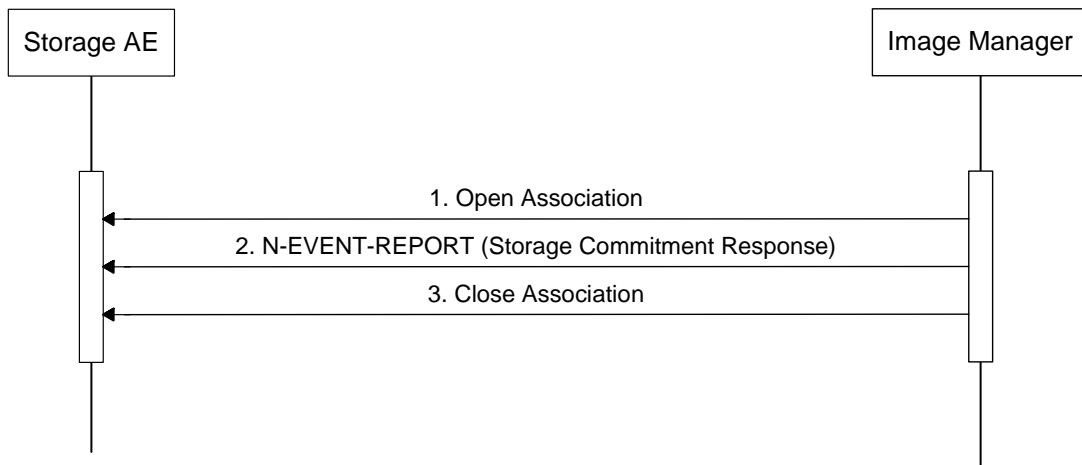 Storage AE
Image Manager
1. Open Association
2. N-EVENT-REPORT (Storage Commitment Response)
3. Close Association